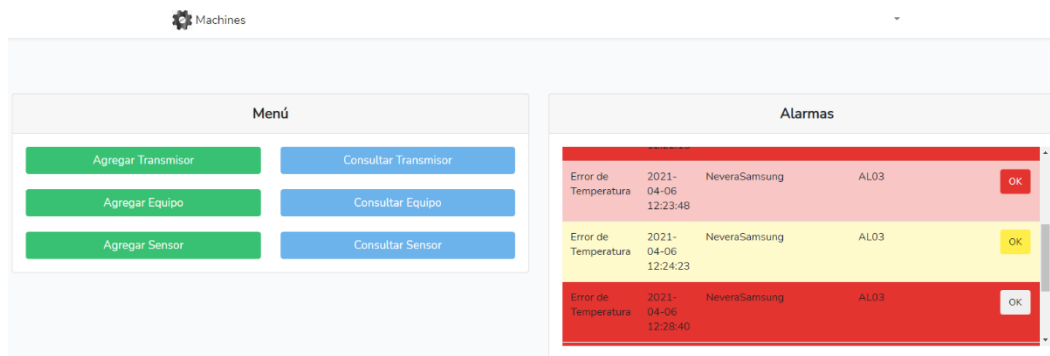 Machines
Menú
Agregar Transmisor Consultar Transmisor
Agregar Equipo Consultar Equipo
Agregar Sensor Consultar Sensor
Alarmas
Error de 2021- NeveraSamsung AL03 OK
Temperatura 04-06
12:23:48
Error de 2021- NeveraSamsung AL03 OK
Temperatura 04-06
12:24:23
Error de 2021- NeveraSamsung AL03 OK
Temperatura 04-06
12:28:40